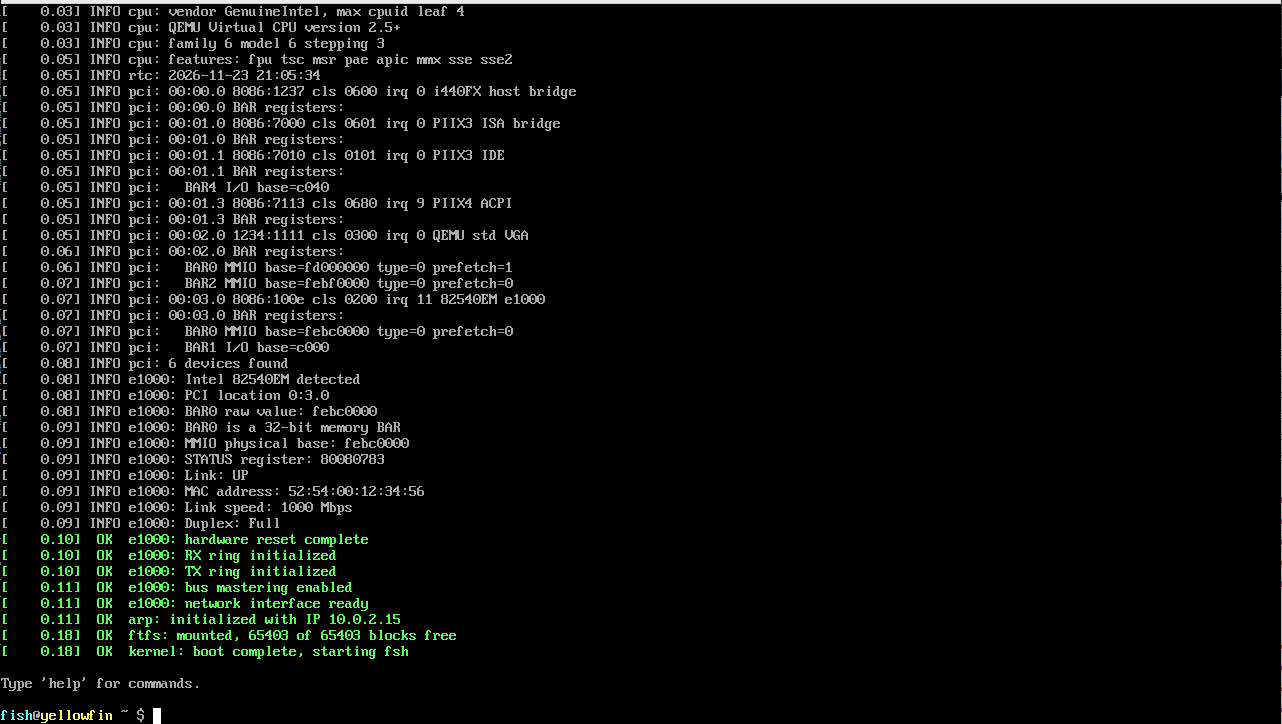 [    0.03] INFO cpu: vendor GenuineIntel, max cpuid leaf 4
[    0.03] INFO cpu: QEMU Virtual CPU version 2.5+
[    0.03] INFO cpu: family 6 model 6 stepping 3
[    0.05] INFO cpu: features: fpu tsc msr pae apic mmx sse sse2
[    0.05] INFO rtc: 2026-11-23 21:05:34
[    0.05] INFO pci: 00:00.0 8086:1237 cls 0600 irq 0 i440FX host bridge
[    0.05] INFO pci: 00:00.0 BAR registers:
[    0.05] INFO pci: 00:01.0 8086:7000 cls 0601 irq 0 PIIX3 ISA bridge
[    0.05] INFO pci: 00:01.0 BAR registers:
[    0.05] INFO pci: 00:01.1 8086:7010 cls 0101 irq 0 PIIX3 IDE
[    0.05] INFO pci: 00:01.1 BAR registers:
[    0.05] INFO pci:   BAR4 I/O base=c040
[    0.05] INFO pci: 00:01.3 8086:7113 cls 0680 irq 9 PIIX4 ACPI
[    0.05] INFO pci: 00:01.3 BAR registers:
[    0.05] INFO pci: 00:02.0 1234:1111 cls 0300 irq 0 QEMU std VGA
[    0.06] INFO pci: 00:02.0 BAR registers:
[    0.06] INFO pci:   BAR0 MMIO base=fd000000 type=0 prefetch=1
[    0.07] INFO pci:   BAR2 MMIO base=febf0000 type=0 prefetch=0
[    0.07] INFO pci: 00:03.0 8086:100e cls 0200 irq 11 82540EM e1000
[    0.07] INFO pci: 00:03.0 BAR registers:
[    0.07] INFO pci:   BAR0 MMIO base=febc0000 type=0 prefetch=0
[    0.07] INFO pci:   BAR1 I/O base=c000
[    0.08] INFO pci: 6 devices found
[    0.08] INFO e1000: Intel 82540EM detected
[    0.08] INFO e1000: PCI location 0:3.0
[    0.08] INFO e1000: BAR0 raw value: febc0000
[    0.09] INFO e1000: BAR0 is a 32-bit memory BAR
[    0.09] INFO e1000: MMIO physical base: febc0000
[    0.09] INFO e1000: STATUS register: 80080783
[    0.09] INFO e1000: Link: UP
[    0.09] INFO e1000: MAC address: 52:54:00:12:34:56
[    0.09] INFO e1000: Link speed: 1000 Mbps
[    0.09] INFO e1000: Duplex: Full
[    0.10]  OK  e1000: hardware reset complete
[    0.10]  OK  e1000: RX ring initialized
[    0.10]  OK  e1000: TX ring initialized
[    0.11]  OK  e1000: bus mastering enabled
[    0.11]  OK  e1000: network interface ready
[    0.11]  OK  arp: initialized with IP 10.0.2.15
[    0.18]  OK  ftfs: mounted, 65403 of 65403 blocks free
[    0.18]  OK  kernel: boot complete, starting fsh
Type 'help' for commands.
fish@yellowfin ~ $